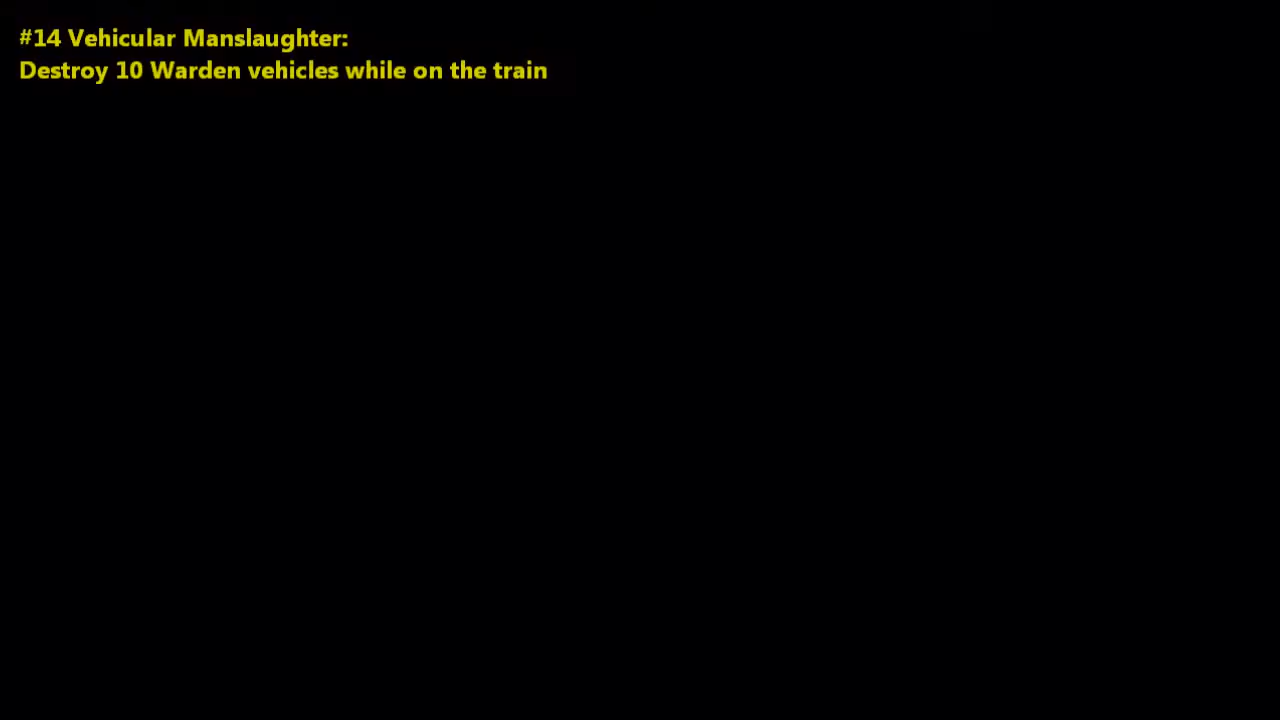 #14 Vehicular Manslaughter:
Destroy 10 Warden vehicles while on the train